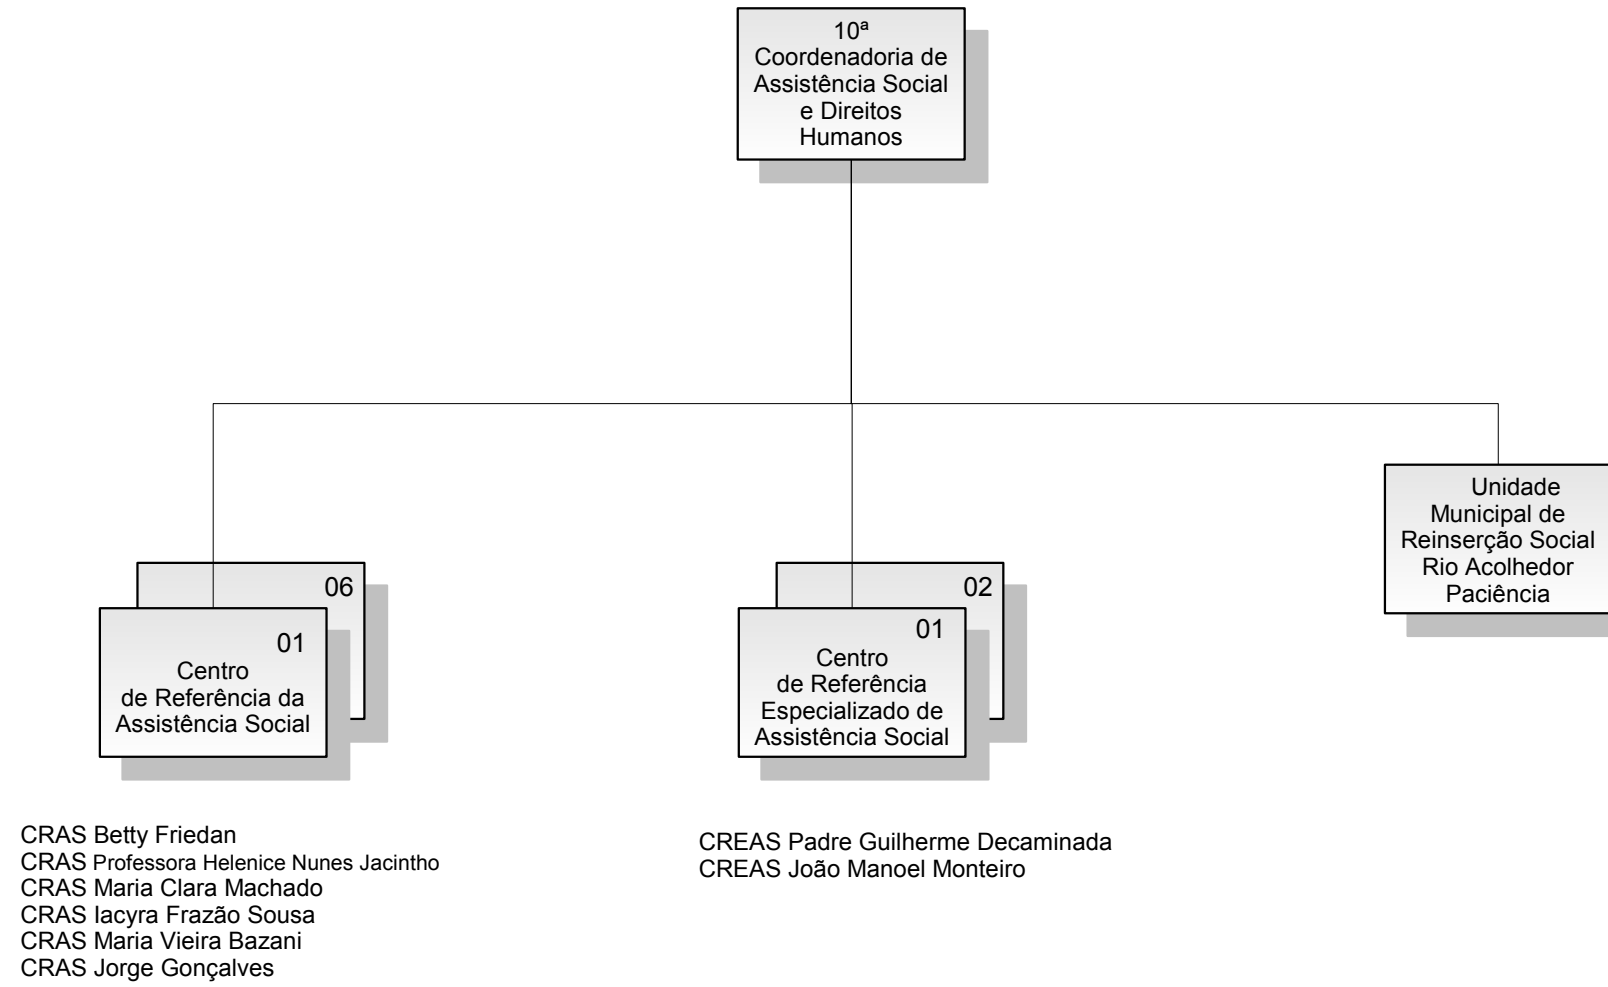 10ª
Coordenadoria de
Assistência Social
e Direitos
Humanos
Unidade
Municipal de
Reinserção Social
Rio Acolhedor
Paciência
06
01
Centro
de Referência da
Assistência Social
02
01
Centro
de Referência
Especializado de
Assistência Social
CRAS Betty Friedan
CRAS Professora Helenice Nunes Jacintho
CRAS Maria Clara Machado
CRAS Iacyra Frazão Sousa
CRAS Maria Vieira Bazani
CRAS Jorge Gonçalves
CREAS Padre Guilherme Decaminada
CREAS João Manoel Monteiro